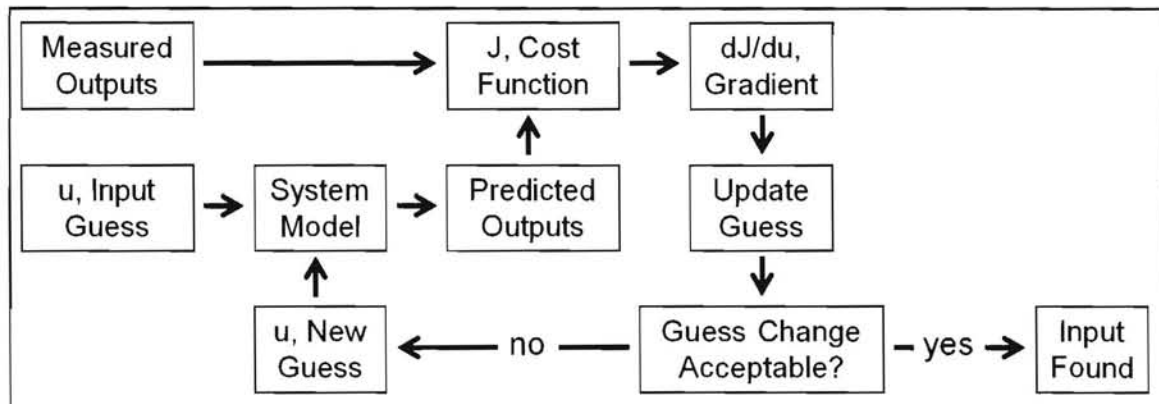 Measured
Outputs
J, Cost
Function
dJ/du,
Gradient
u, Input
Guess
System
Model
Predicted
Outputs
Update
Guess
u, New
Guess
no
Guess Change
Acceptable?
yes
Input
Found